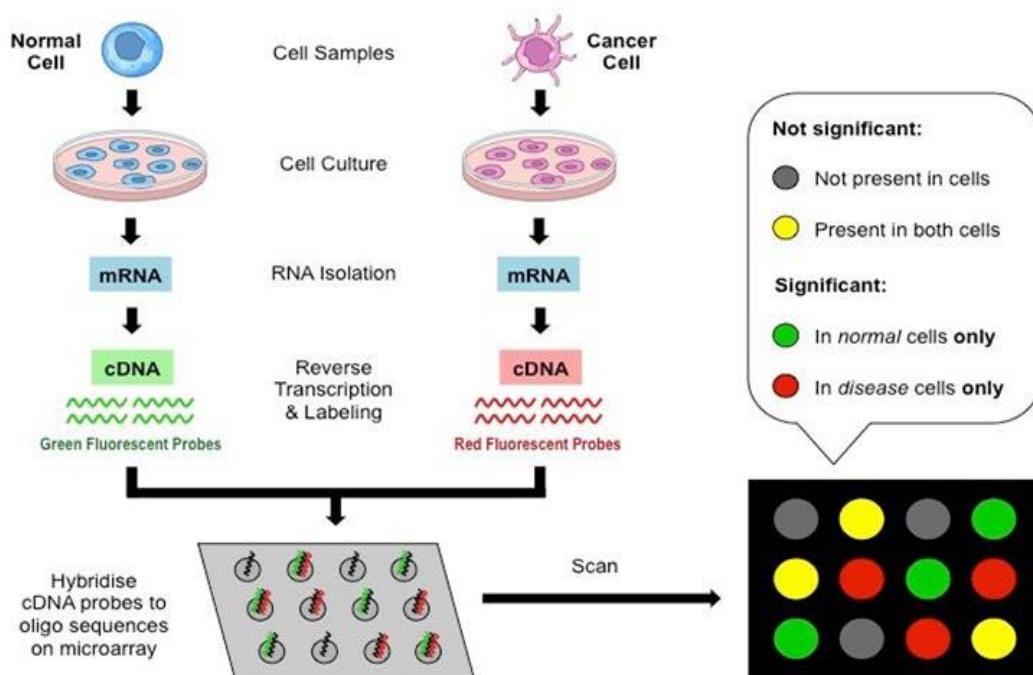 Normal
Cell
Cell Samples
Cancer
Cell
Cell Culture
mRNA
RNA Isolation
mRNA
cDNA
Reverse
Transcription
& Labeling
cDNA
Green Fluorescent Probes
Red Fluorescent Probes
Hybridise
cDNA probes to
oligo sequences
on microarray
Scan
Not significant:
Not present in cells
Present in both cells
Significant:
In normal cells only
In disease cells only